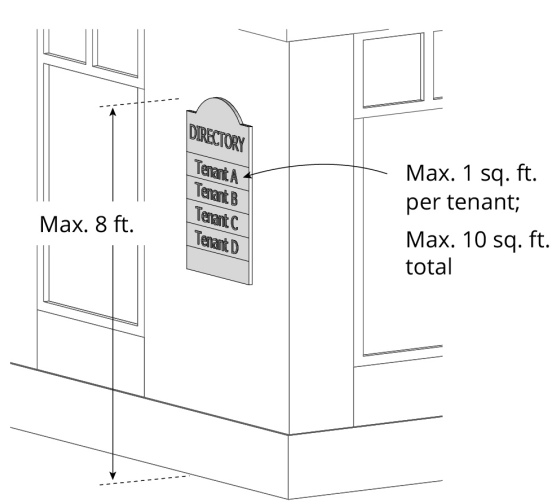 DIRECTORY
Tenant A
Tenant B
Tenant C
Tenant D
Max. 8 ft.
Max. 1 sq. ft.
per tenant;
Max. 10 sq. ft.
total